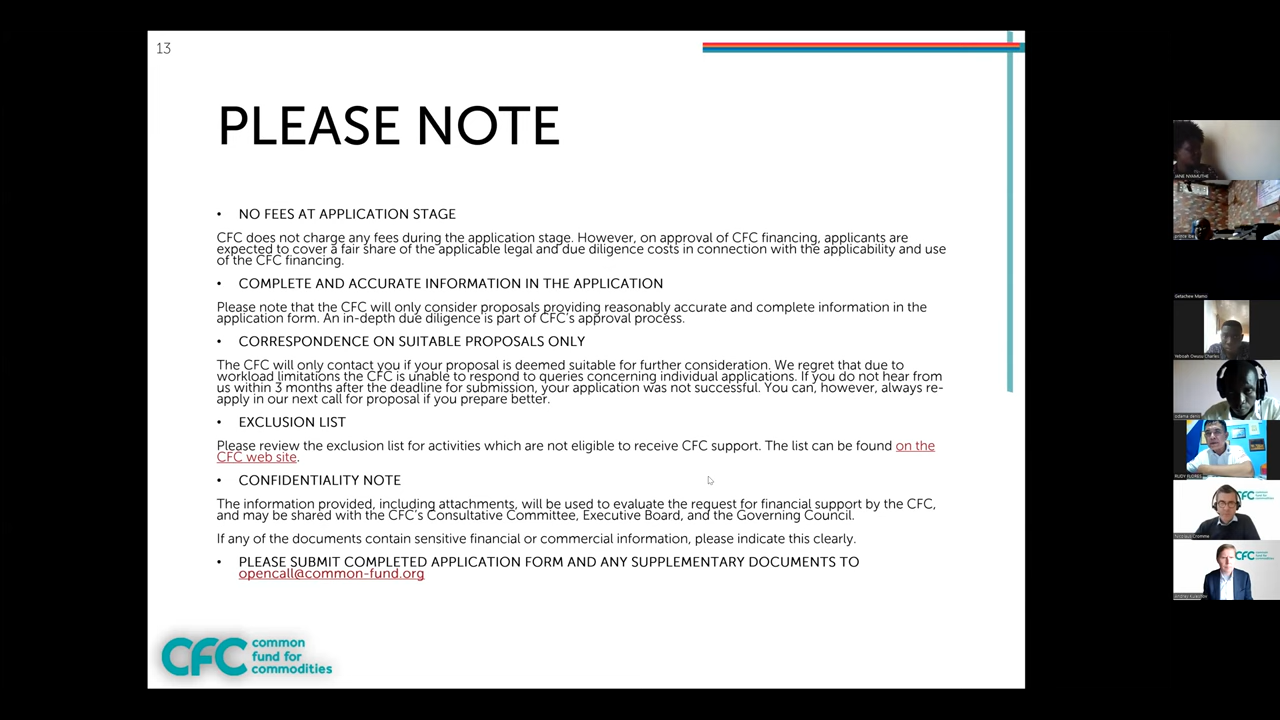 13
PLEASE NOTE
• NO FEES AT APPLICATION STAGE
CFC does not charge any fees during the application stage. However, on approval of CFC financing, applicants are
expected to cover a fair share of the applicable legal and due diligence costs in connection with the applicability and use
of the CFC financing.
• COMPLETE AND ACCURATE INFORMATION IN THE APPLICATION
Please note that the CFC will only consider proposals providing reasonably accurate and complete information in the
application form. An in-depth due diligence is part of CFC's approval process.
• CORRESPONDENCE ON SUITABLE PROPOSALS ONLY
The CFC will only contact you if your proposal is deemed suitable for further consideration. We regret that due to
workload limitations the CFC is unable to respond to queries concerning individual applications. If you do not hear from
us within 3 months after the deadline for submission, your application was not successful. You can, however, always re-
apply in our next call for proposal if you prepare better.
• EXCLUSION LIST
Please review the exclusion list for activities which are not eligible to receive CFC support. The list can be found on the
CFC web site.
• CONFIDENTIALITY NOTE
The information provided, including attachments, will be used to evaluate the request for financial support by the CFC,
and may be shared with the CFC's Consultative Committee, Executive Board, and the Governing Council.
If any of the documents contain sensitive financial or commercial information, please indicate this clearly.
• PLEASE SUBMIT COMPLETED APPLICATION FORM AND ANY SUPPLEMENTARY DOCUMENTS TO
opencall@common-fund.org
CFC common
fund for
commodities
Getachew Mamo
RUDY FLORES
Nicolaus Cromme